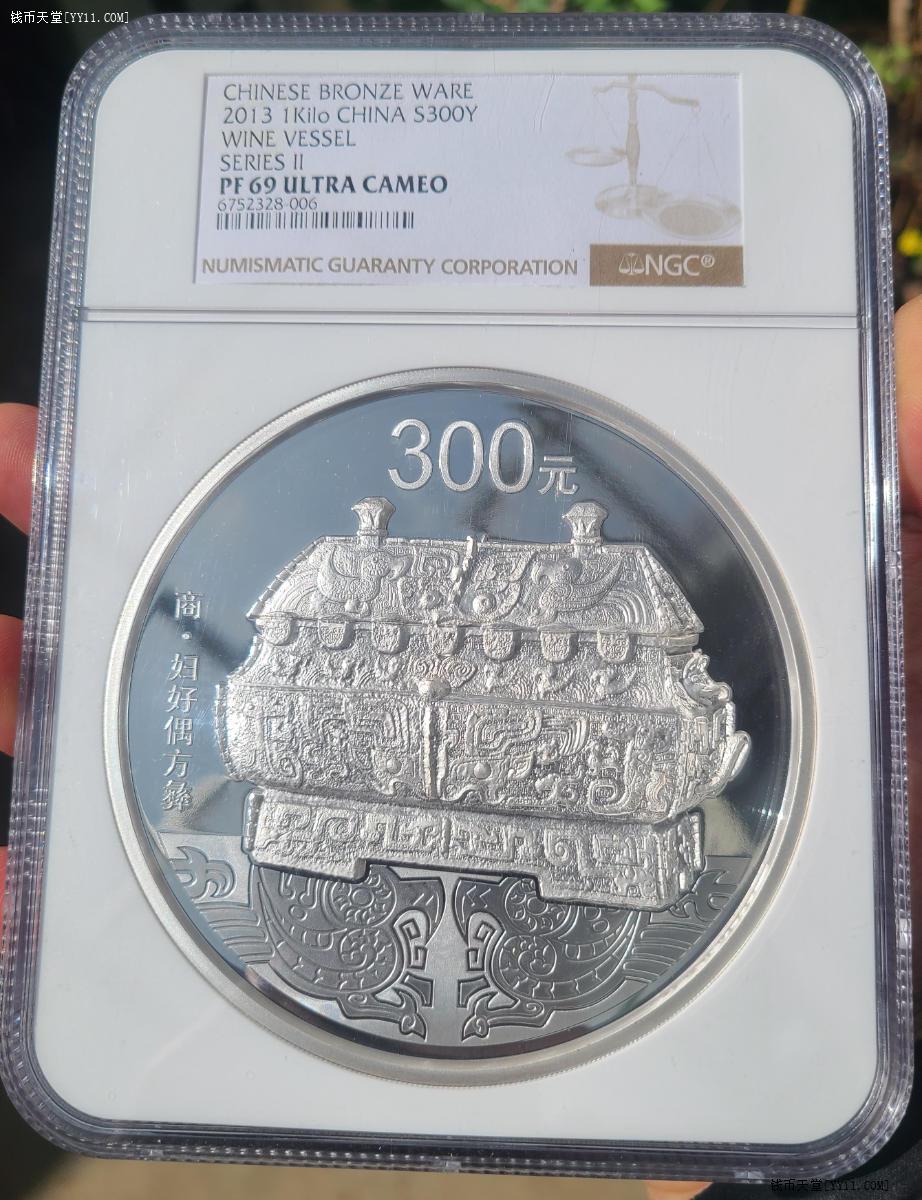 钱币天堂[YY11.COM]
CHINESE BRONZE WARE
2013 1Kilo CHINA S300Y
WINE VESSEL
SERIES II
PF 69 ULTRA CAMEO
6752328-006
NUMISMATIC GUARANTY CORPORATION
NGC®
300元
商·妇好偶方彝
钱币天堂[YY11.COM]